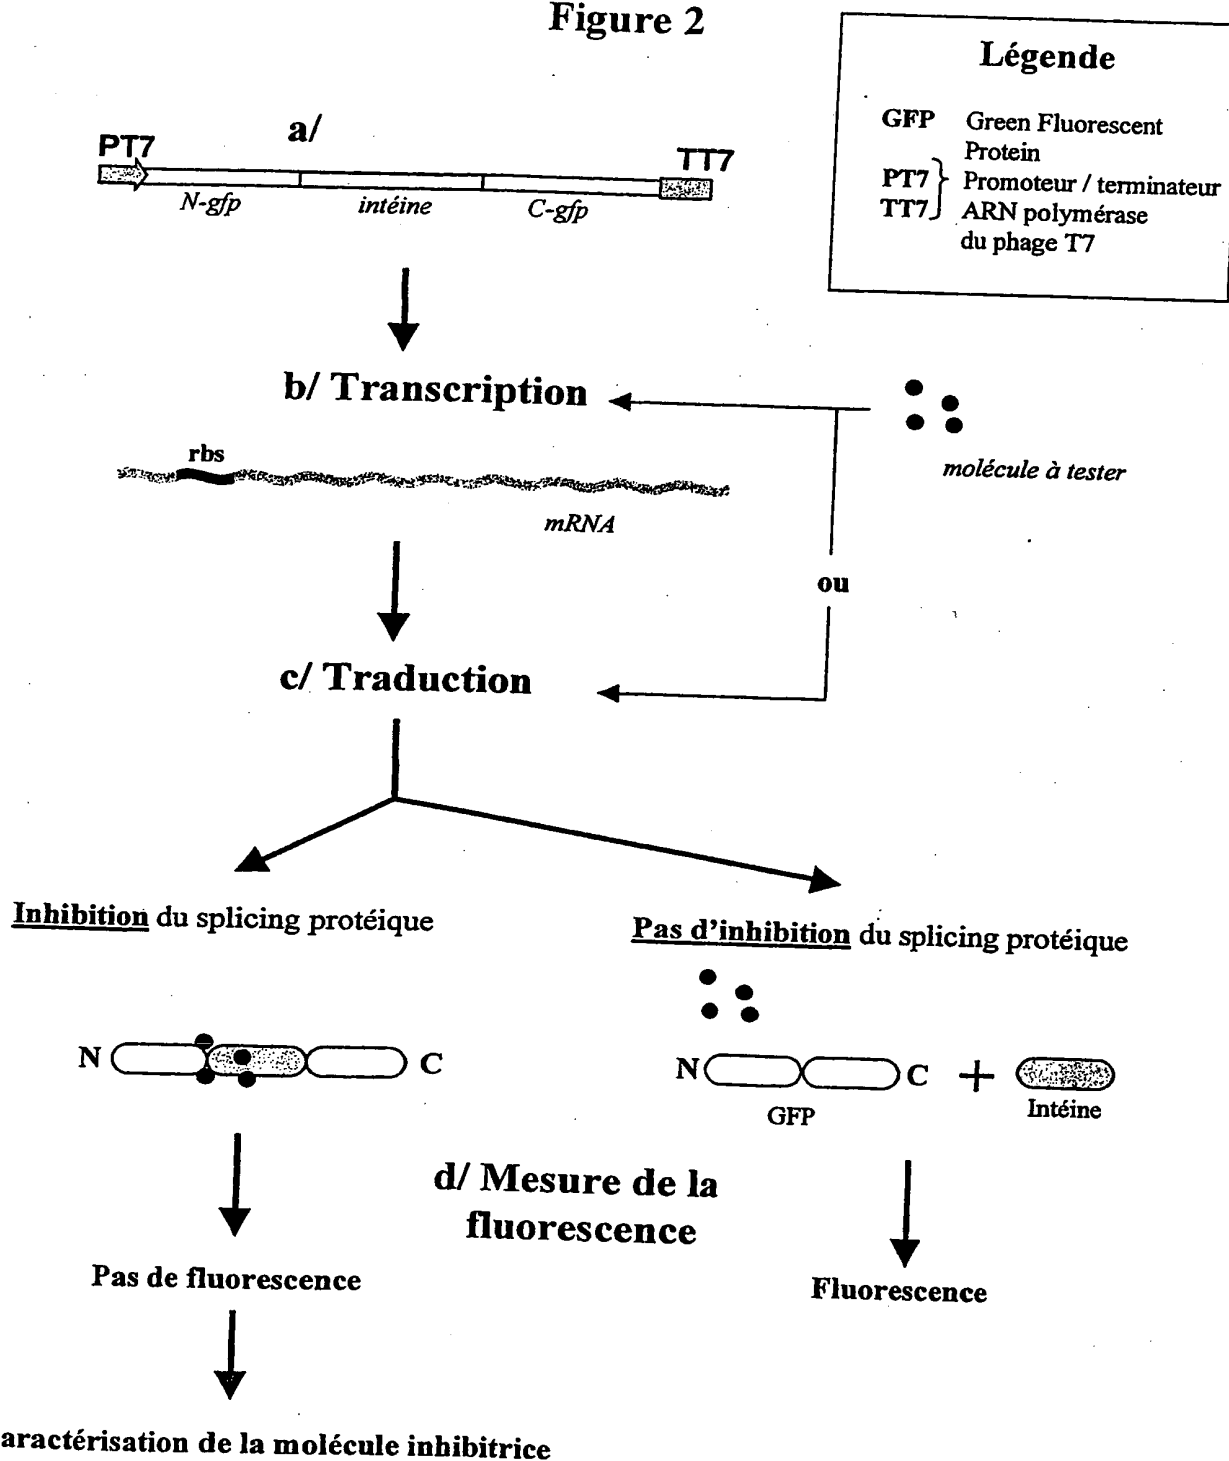 Figure 2
Légende
GFP Green Fluorescent
Protein
PT7 } Promoteur / terminateur
TT7 ARN polymérase
du phage T7
a/
PT7
TT7
N-gfp intéine C-gfp
b/ Transcription
molécule à tester
rbs
mRNA
ou
c/ Traduction
Inhibition du splicing protéique
Pas d'inhibition du splicing protéique
N C
N C +
GFP
Intéine
d/ Mesure de la
fluorescence
Pas de fluorescence
Fluorescence
aractérisation de la molécule inhibitrice